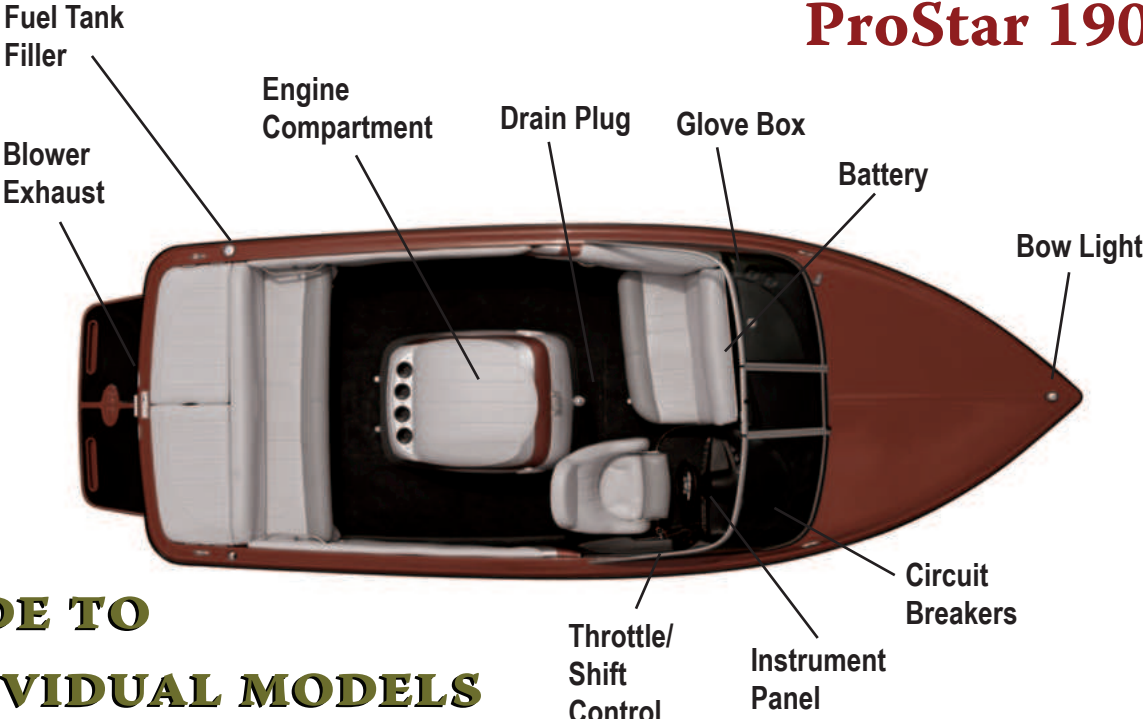 Fuel Tank
Filler
ProStar 190
Engine
Compartment
Drain Plug
Glove Box
Blower
Exhaust
Battery
Bow Light
Circuit
Breakers
DE TO
Throttle/
Shift
Control
Instrument
Panel
VIDUAL MODELS